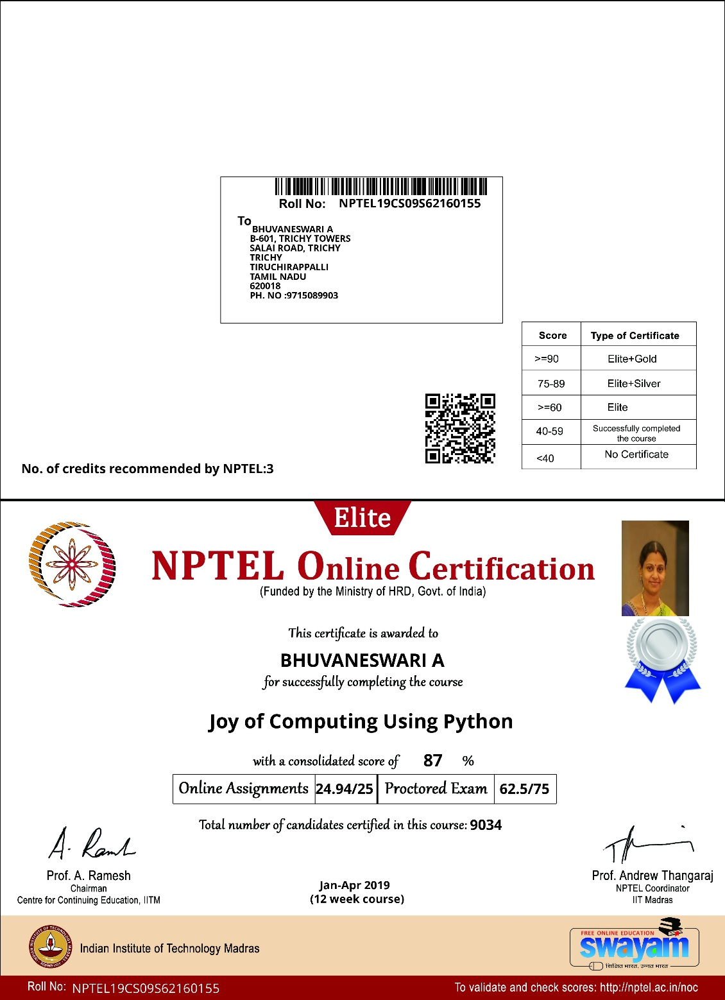 Roll No: NPTEL19CS09S62160155
To
BHUVANESWARI A
B-601, TRICHY TOWERS
SALAI ROAD, TRICHY
TRICHY
TIRUCHIRAPPALLI
TAMIL NADU
620018
PH. NO :9715089903
Score Type of Certificate
>=90 Elite+Gold
75-89 Elite+Silver
>=60 Elite
40-59 Successfully completed
the course
<40 No Certificate
No. of credits recommended by NPTEL:3
Elite
NPTEL Online Certification
(Funded by the Ministry of HRD, Govt. of India)
This certificate is awarded to
BHUVANESWARI A
for successfully completing the course
Joy of Computing Using Python
with a consolidated score of 87 %
Online Assignments 24.94/25 Proctored Exam 62.5/75
Total number of candidates certified in this course: 9034
A. Ramesh
Prof. A. Ramesh
Chairman
Centre for Continuing Education, IITM
Jan-Apr 2019
(12 week course)
Prof. Andrew Thangaraj
NPTEL Coordinator
IIT Madras
INDIAN INSTITUTE OF TECHNOLOGY MADRAS
Indian Institute of Technology Madras
FREE ONLINE EDUCATION
swayam
शिक्षित भारत, उन्नत भारत
Roll No: NPTEL19CS09S62160155
To validate and check scores: http://nptel.ac.in/noc